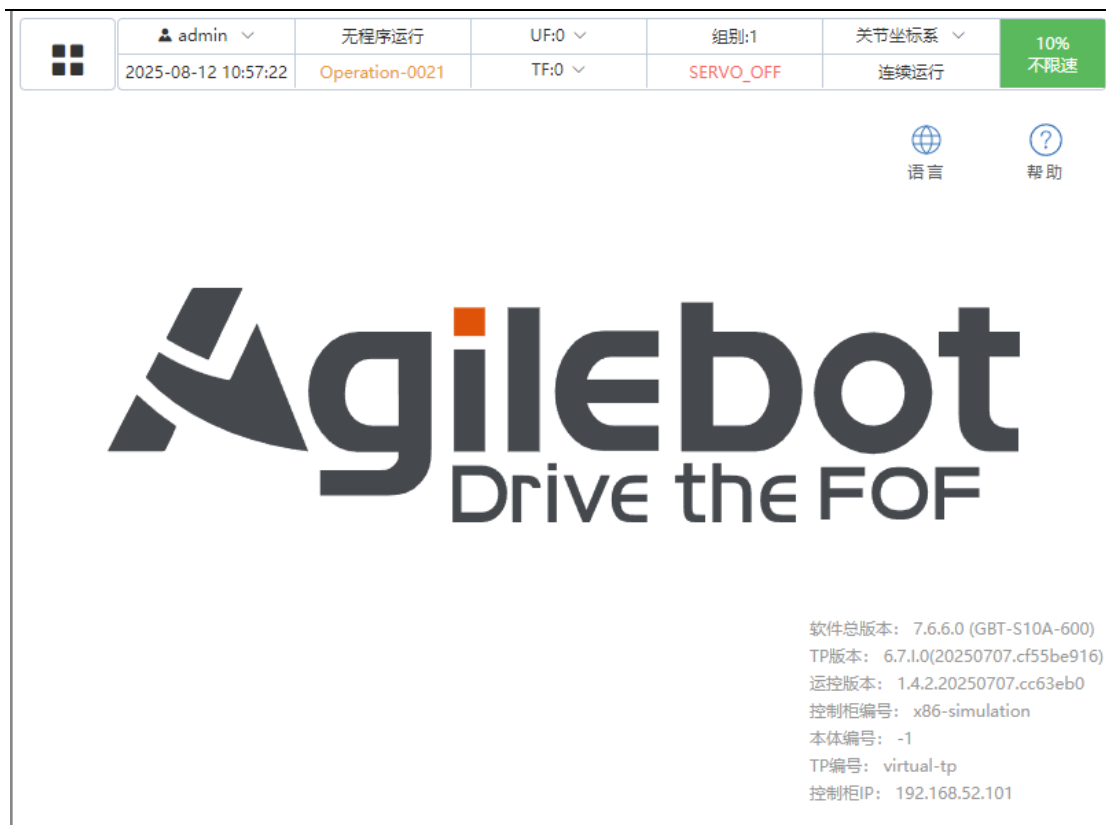 admin 无程序运行 UF:0 组别:1 关节坐标系 10%
2025-08-12 10:57:22 Operation-0021 TF:0 SERVO_OFF 连续运行 不限速
语言 帮助
Agilebot
Drive the FOF
软件总版本: 7.6.6.0 (GBT-S10A-600)
TP版本: 6.7.I.0(20250707.cf55be916)
运控版本: 1.4.2.20250707.cc63eb0
控制柜编号: x86-simulation
本体编号: -1
TP编号: virtual-tp
控制柜IP: 192.168.52.101